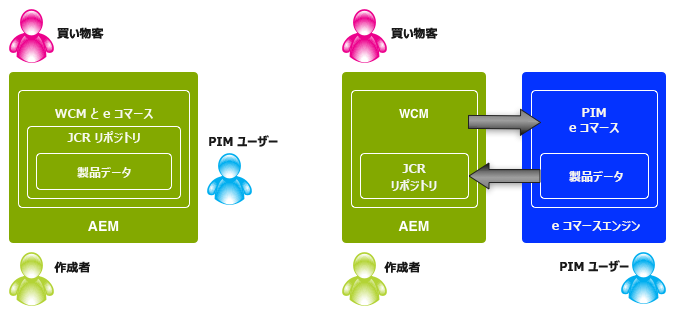 買い物客
WCM と e コマース
JCR リポジトリ
製品データ
AEM
PIM ユーザー
作成者
買い物客
WCM
JCR
リポジトリ
AEM
作成者
PIM
e コマース
製品データ
e コマースエンジン
PIM ユーザー